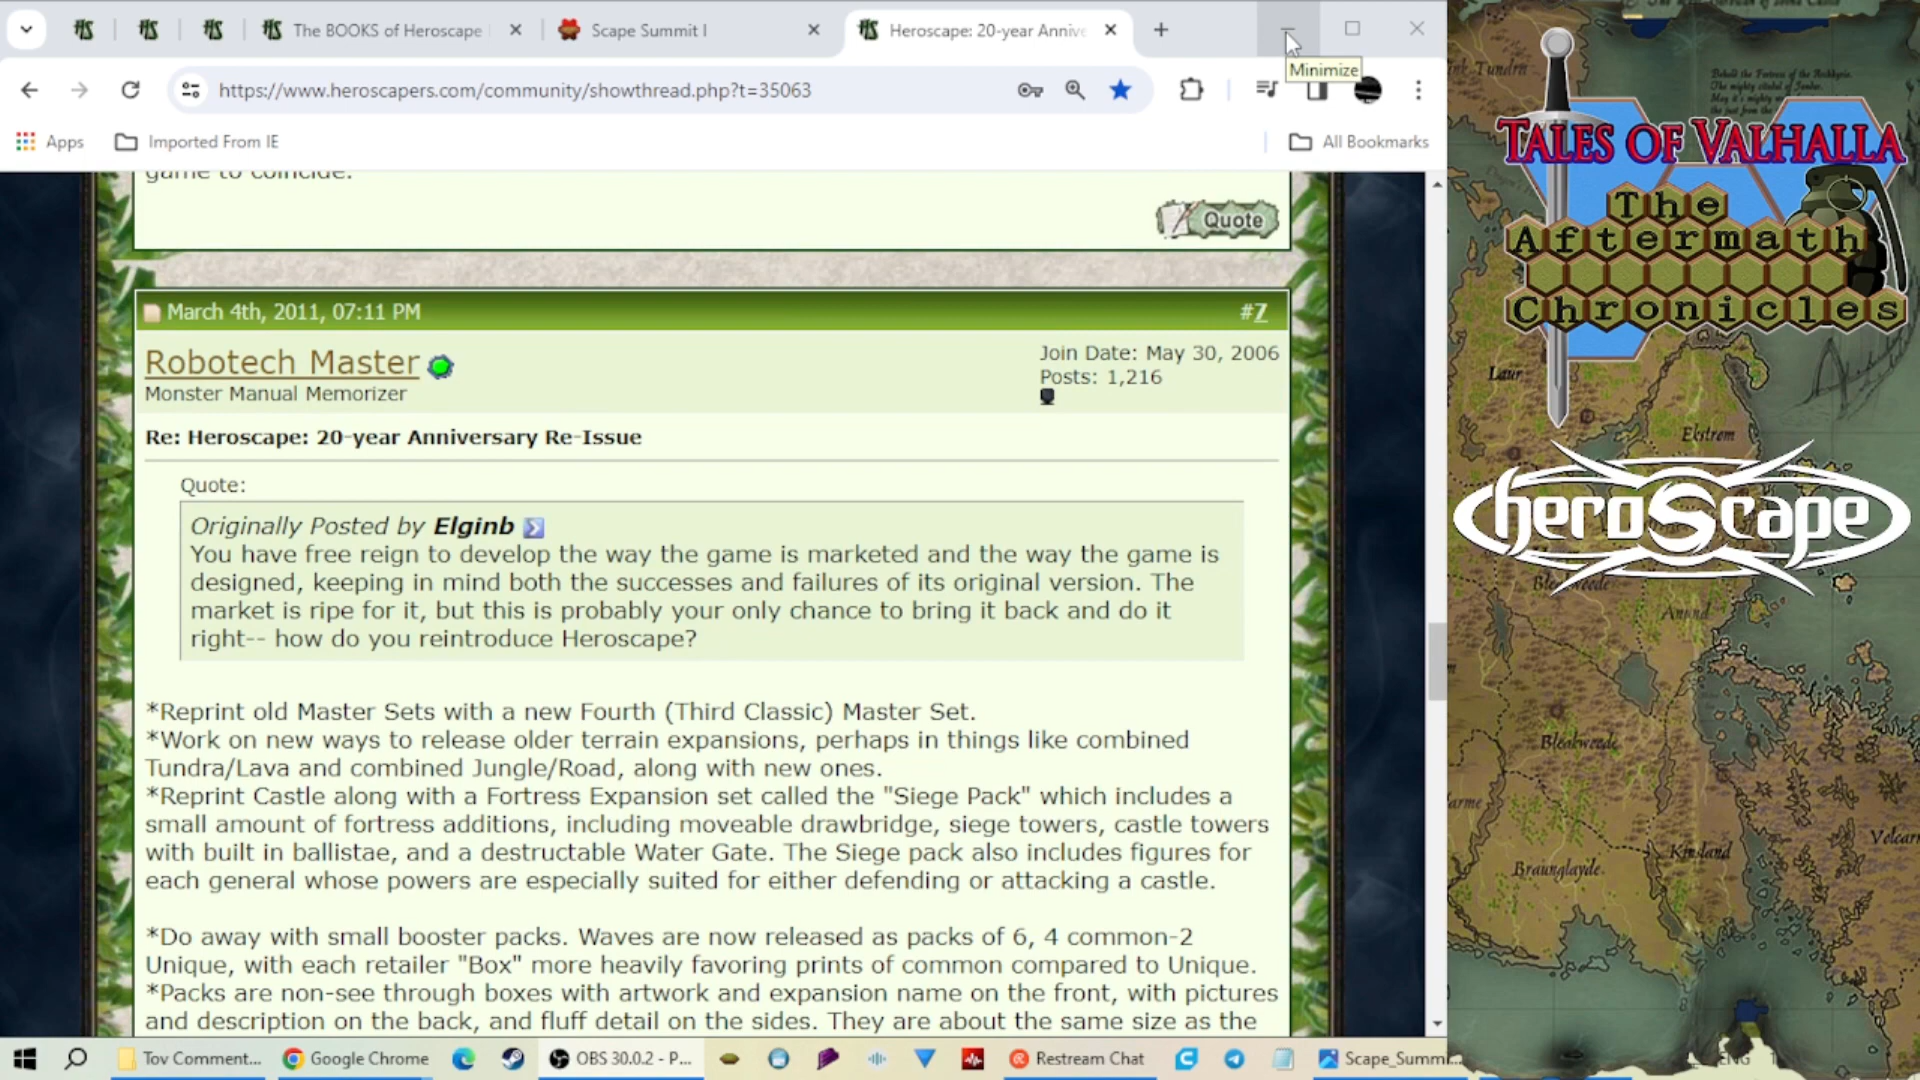 The BOOKS of Heroscape
Scape Summit I
Heroscape: 20-year Annive
Minimize
https://www.heroscapers.com/community/showthread.php?t=35063
Apps
Imported From IE
All Bookmarks
game to coincide.
Quote
March 4th, 2011, 07:11 PM
#7
Robotech Master
Monster Manual Memorizer
Join Date: May 30, 2006
Posts: 1,216
Re: Heroscape: 20-year Anniversary Re-Issue
Quote:
Originally Posted by Elginb
You have free reign to develop the way the game is marketed and the way the game is
designed, keeping in mind both the successes and failures of its original version. The
market is ripe for it, but this is probably your only chance to bring it back and do it
right-- how do you reintroduce Heroscape?
*Reprint old Master Sets with a new Fourth (Third Classic) Master Set.
*Work on new ways to release older terrain expansions, perhaps in things like combined
Tundra/Lava and combined Jungle/Road, along with new ones.
*Reprint Castle along with a Fortress Expansion set called the "Siege Pack" which includes a
small amount of fortress additions, including moveable drawbridge, siege towers, castle towers
with built in ballistae, and a destructable Water Gate. The Siege pack also includes figures for
each general whose powers are especially suited for either defending or attacking a castle.
*Do away with small booster packs. Waves are now released as packs of 6, 4 common-2
Unique, with each retailer "Box" more heavily favoring prints of common compared to Unique.
*Packs are non-see through boxes with artwork and expansion name on the front, with pictures
and description on the back, and fluff detail on the sides. They are about the same size as the
Tov Comment...
Google Chrome
OBS 30.0.2 - P...
Restream Chat
Scape_Summi...
ENG
Tundra
TALES OF VALHALLA
The
Aftermath
Chronicles
Laur
Ekstrom
heroScape
Anund
Bleakwoode
Kinsland
Braunglayde
Volcar